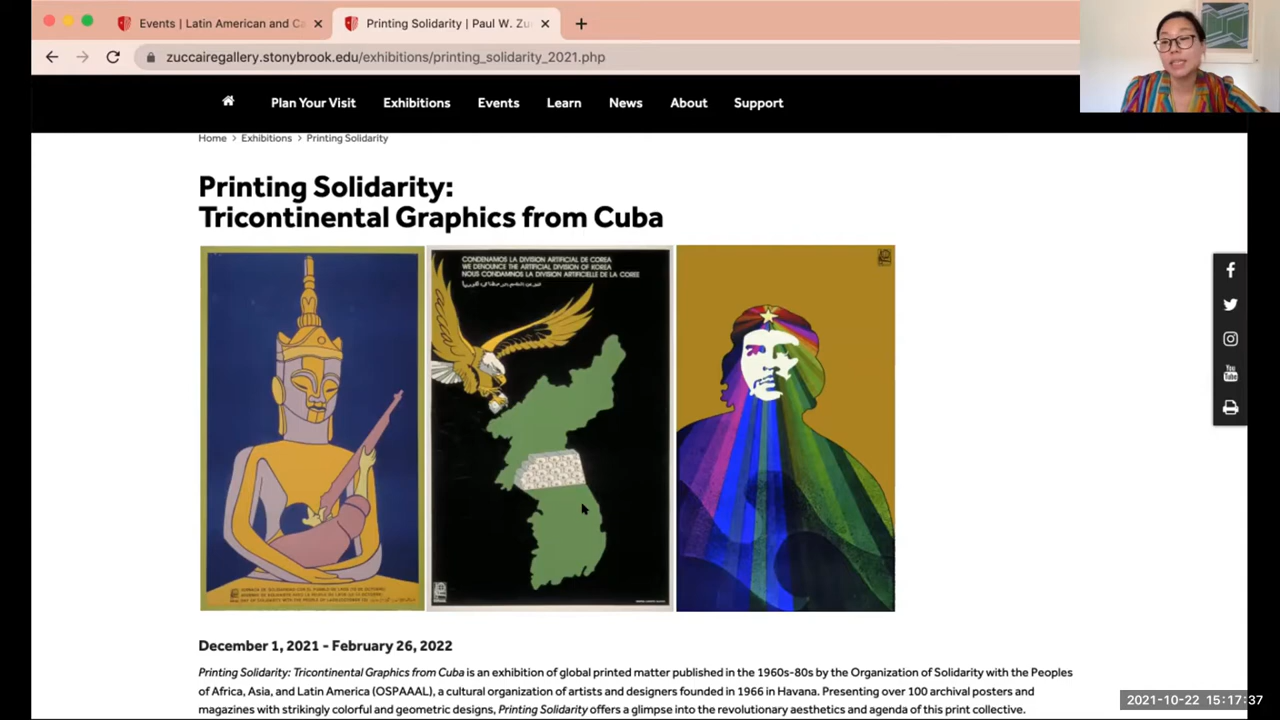 Events | Latin American and Ca
Printing Solidarity | Paul W. Zu
zuccairegallery.stonybrook.edu/exhibitions/printing_solidarity_2021.php
Plan Your Visit Exhibitions Events Learn News About Support
Home > Exhibitions > Printing Solidarity
Printing Solidarity:
Tricontinental Graphics from Cuba
CONDENAMOS LA DIVISION ARTIFICIAL DE COREA
WE DENOUNCE THE ARTIFICIAL DIVISION OF KOREA
NOUS CONDAMNONS LA DIVISION ARTIFICIELLE DE LA COREE
You Tube
December 1, 2021 - February 26, 2022
Printing Solidarity: Tricontinental Graphics from Cuba is an exhibition of global printed matter published in the 1960s-80s by the Organization of Solidarity with the Peoples
of Africa, Asia, and Latin America (OSPAAAL), a cultural organization of artists and designers founded in 1966 in Havana. Presenting over 100 archival posters and
magazines with strikingly colorful and geometric designs, Printing Solidarity offers a glimpse into the revolutionary aesthetics and agenda of this print collective.
2021-10-22 15:17:37